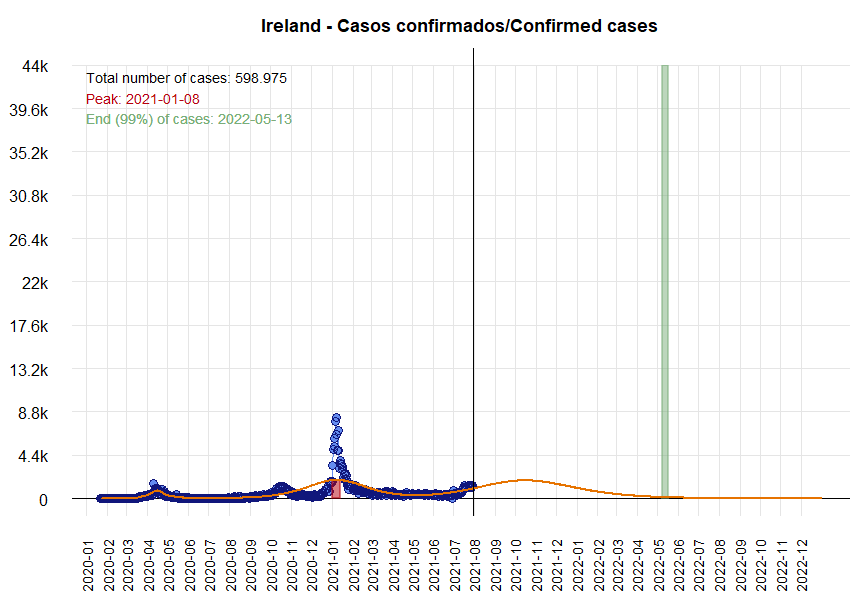 Ireland - Casos confirmados/Confirmed cases
Total number of cases: 598.975
Peak: 2021-01-08
End (99%) of cases: 2022-05-13
44k
39.6k
35.2k
30.8k
26.4k
22k
17.6k
13.2k
8.8k
4.4k
0
2020-01
2020-02
2020-03
2020-04
2020-05
2020-06
2020-07
2020-08
2020-09
2020-10
2020-11
2020-12
2021-01
2021-02
2021-03
2021-04
2021-05
2021-06
2021-07
2021-08
2021-09
2021-10
2021-11
2021-12
2022-01
2022-02
2022-03
2022-04
2022-05
2022-06
2022-07
2022-08
2022-09
2022-10
2022-11
2022-12